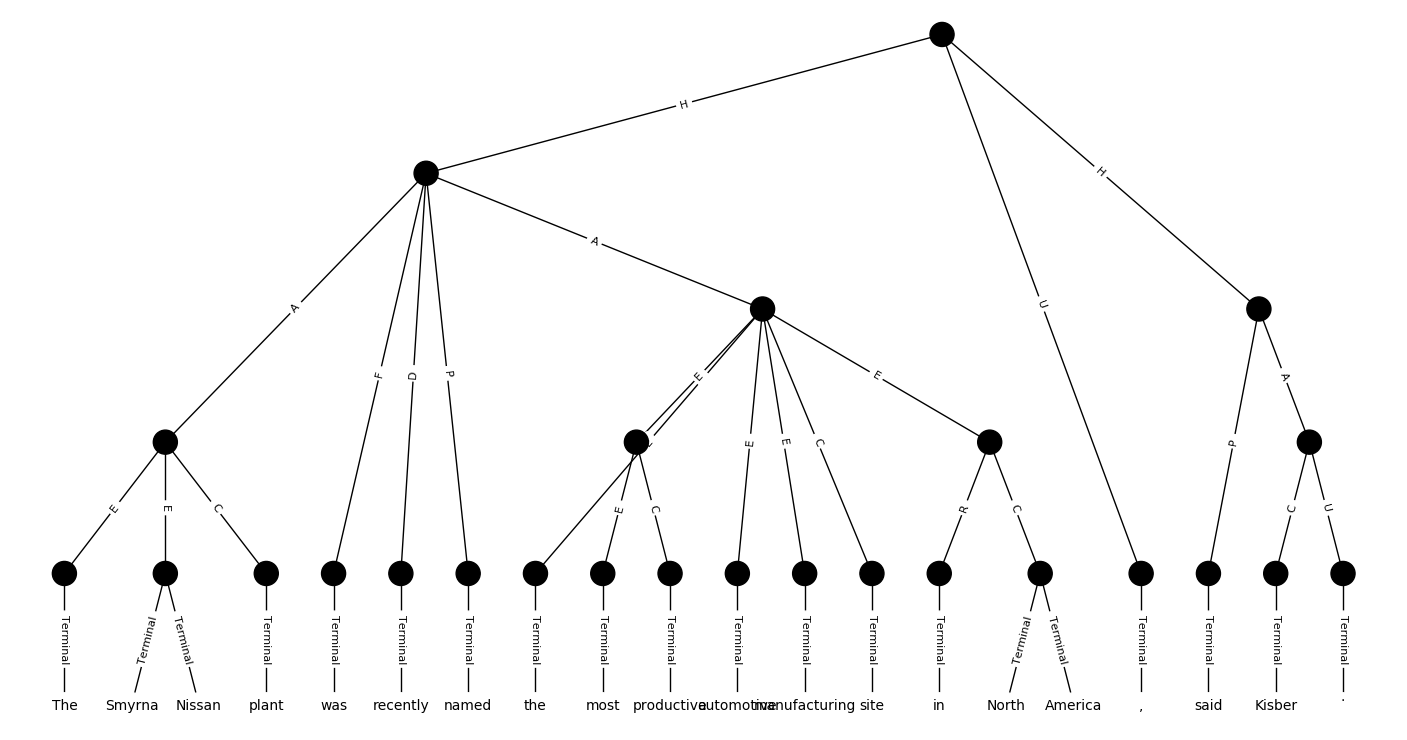 H
H
A
A
U
A
F
D
P
E
E
E
E
C
P
E
E
C
E
C
R
C
C
U
Terminal Terminal Terminal Terminal Terminal Terminal Terminal Terminal Terminal Terminal Terminal Terminal Terminal Terminal Terminal Terminal Terminal Terminal Terminal Terminal
The Smyrna Nissan plant was recently named the most productive automotive manufacturing site in North America , said Kisber .